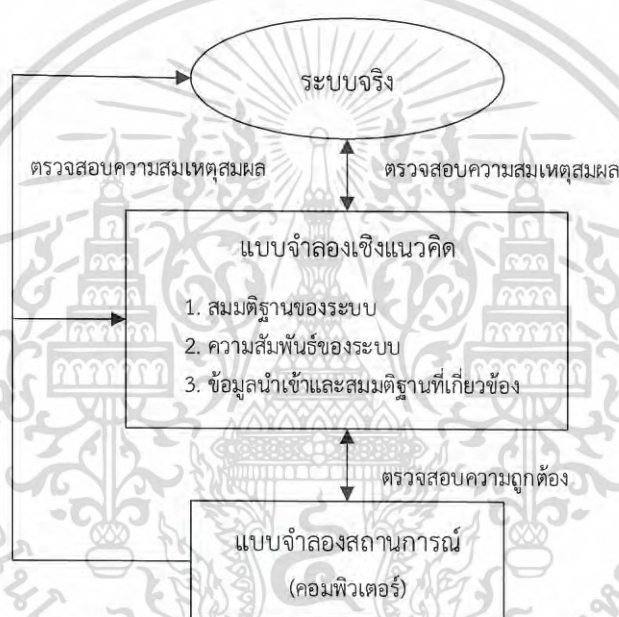 ระบบจริง
ตรวจสอบความสมเหตุสมผล
ตรวจสอบความสมเหตุสมผล
แบบจำลองเชิงแนวคิด
1. สมมติฐานของระบบ
2. ความสัมพันธ์ของระบบ
3. ข้อมูลนำเข้าและสมมติฐานที่เกี่ยวข้อง
ตรวจสอบความถูกต้อง
แบบจำลองสถานการณ์
(คอมพิวเตอร์)